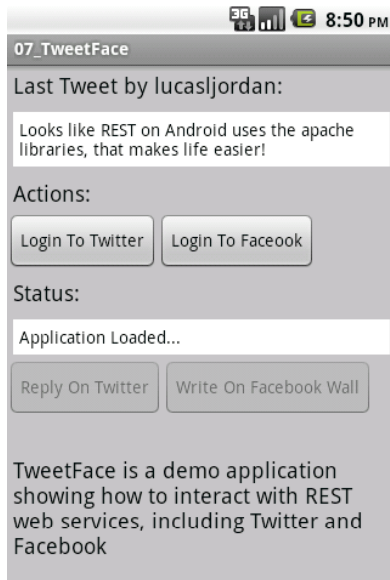 3G 8:50 PM
07_TweetFace
Last Tweet by lucasljordan:
Looks like REST on Android uses the apache
libraries, that makes life easier!
Actions:
Login To Twitter Login To Faceook
Status:
Application Loaded...
Reply On Twitter Write On Facebook Wall
TweetFace is a demo application
showing how to interact with REST
web services, including Twitter and
Facebook